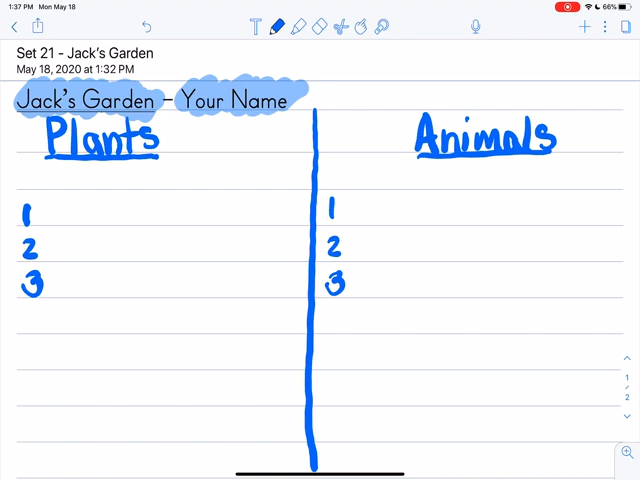 1:37 PM Mon May 18
66%
T
Set 21 - Jack's Garden
May 18, 2020 at 1:32 PM
Jack's Garden – Your Name
Plants Animals
1 1
2 2
3 3
1
/
2